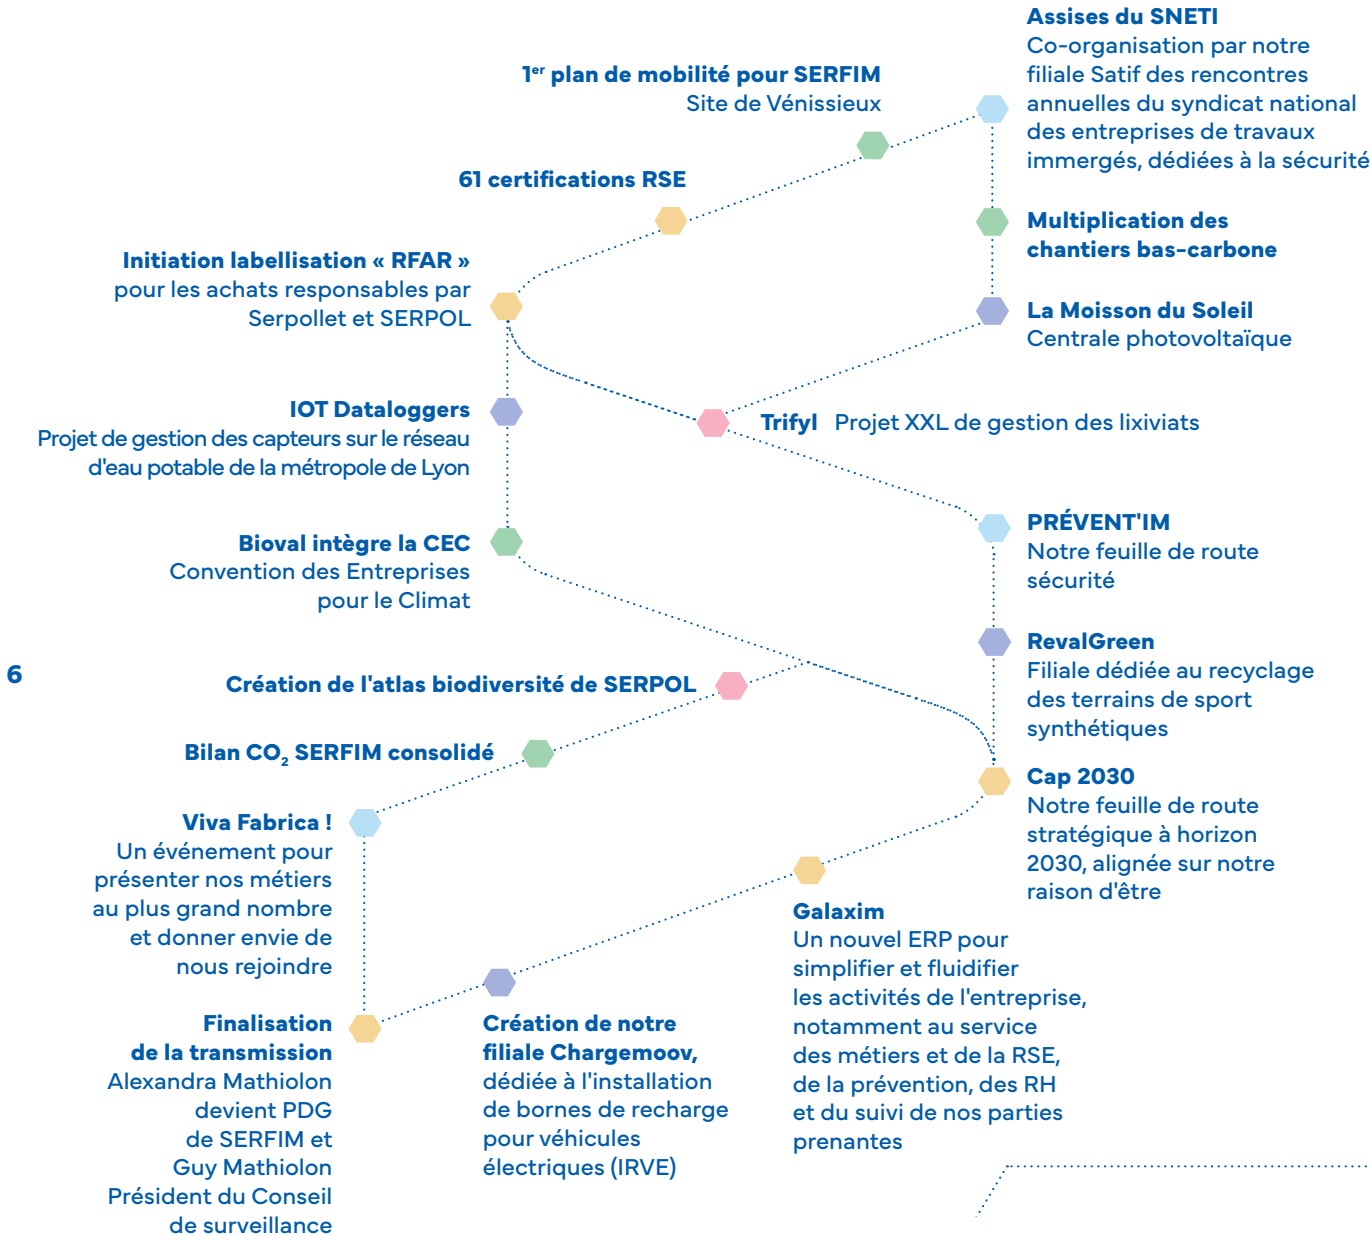 Assises du SNETI
Co-organisation par notre
filiale Satif des rencontres
annuelles du syndicat national
des entreprises de travaux
immergés, dédiées à la sécurité
1er plan de mobilité pour SERFIM
Site de Vénissieux
61 certifications RSE
Multiplication des
chantiers bas-carbone
Initiation labellisation « RFAR »
pour les achats responsables par
Serpollet et SERPOL
La Moisson du Soleil
Centrale photovoltaïque
IOT Dataloggers
Projet de gestion des capteurs sur le réseau
d'eau potable de la métropole de Lyon
Trifyl Projet XXL de gestion des lixiviats
PRÉVENT'IM
Notre feuille de route
sécurité
Bioval intègre la CEC
Convention des Entreprises
pour le Climat
RevalGreen
Filiale dédiée au recyclage
des terrains de sport
synthétiques
6
Création de l'atlas biodiversité de SERPOL
Bilan CO₂ SERFIM consolidé
Cap 2030
Notre feuille de route
stratégique à horizon
2030, alignée sur notre
raison d'être
Viva Fabrica !
Un événement pour
présenter nos métiers
au plus grand nombre
et donner envie de
nous rejoindre
Galaxim
Un nouvel ERP pour
simplifier et fluidifier
les activités de l'entreprise,
notamment au service
des métiers et de la RSE,
de la prévention, des RH
et du suivi de nos parties
prenantes
Finalisation
de la transmission
Alexandra Mathiolon
devient PDG
de SERFIM et
Guy Mathiolon
Président du Conseil
de surveillance
Création de notre
filiale Chargemoov,
dédiée à l'installation
de bornes de recharge
pour véhicules
électriques (IRVE)